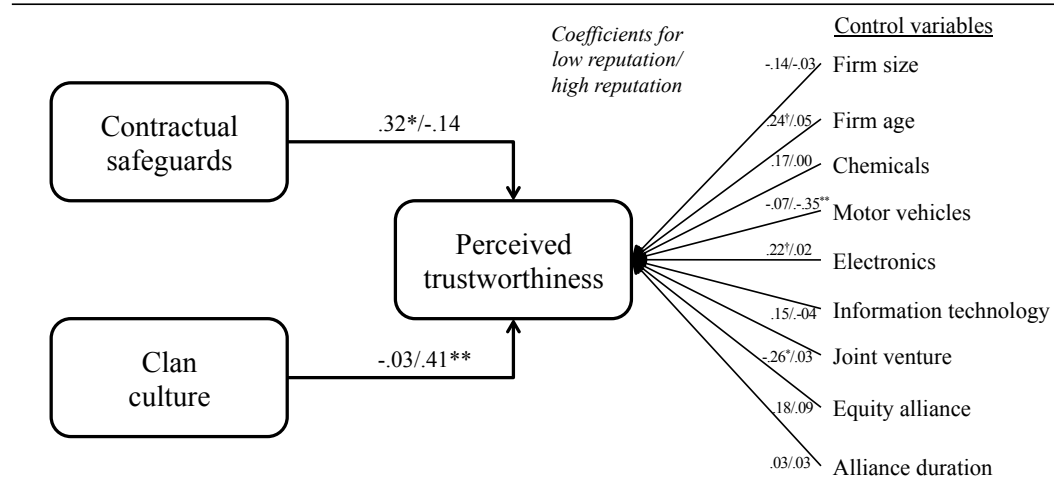 Coefficients for
low reputation/
high reputation
Control variables
-.14/-.03 Firm size
.24†/.05 Firm age
.17/.00 Chemicals
-.07/-.35** Motor vehicles
.22†/.02 Electronics
.15/-04 Information technology
-.26*/.03 Joint venture
.18/.09 Equity alliance
.03/.03 Alliance duration
Contractual
safeguards
.32*/-.14
Perceived
trustworthiness
Clan
culture
-.03/.41**